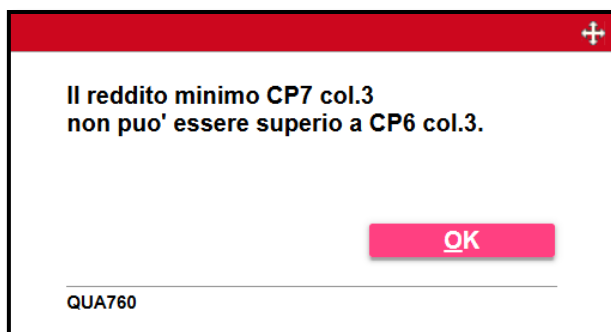 Il reddito minimo CP7 col.3
non puo' essere superio a CP6 col.3.
OK
QUA760